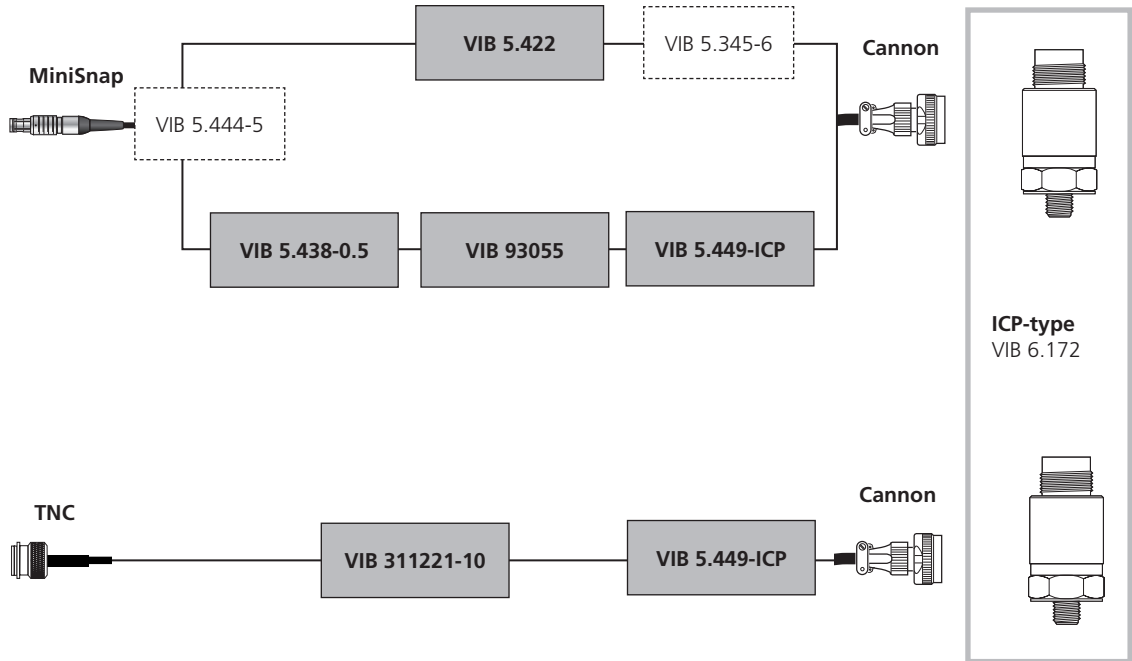 VIB 5.422
VIB 5.345-6
Cannon
MiniSnap
VIB 5.444-5
VIB 5.438-0.5
VIB 93055
VIB 5.449-ICP
ICP-type
VIB 6.172
TNC
Cannon
VIB 311221-10
VIB 5.449-ICP